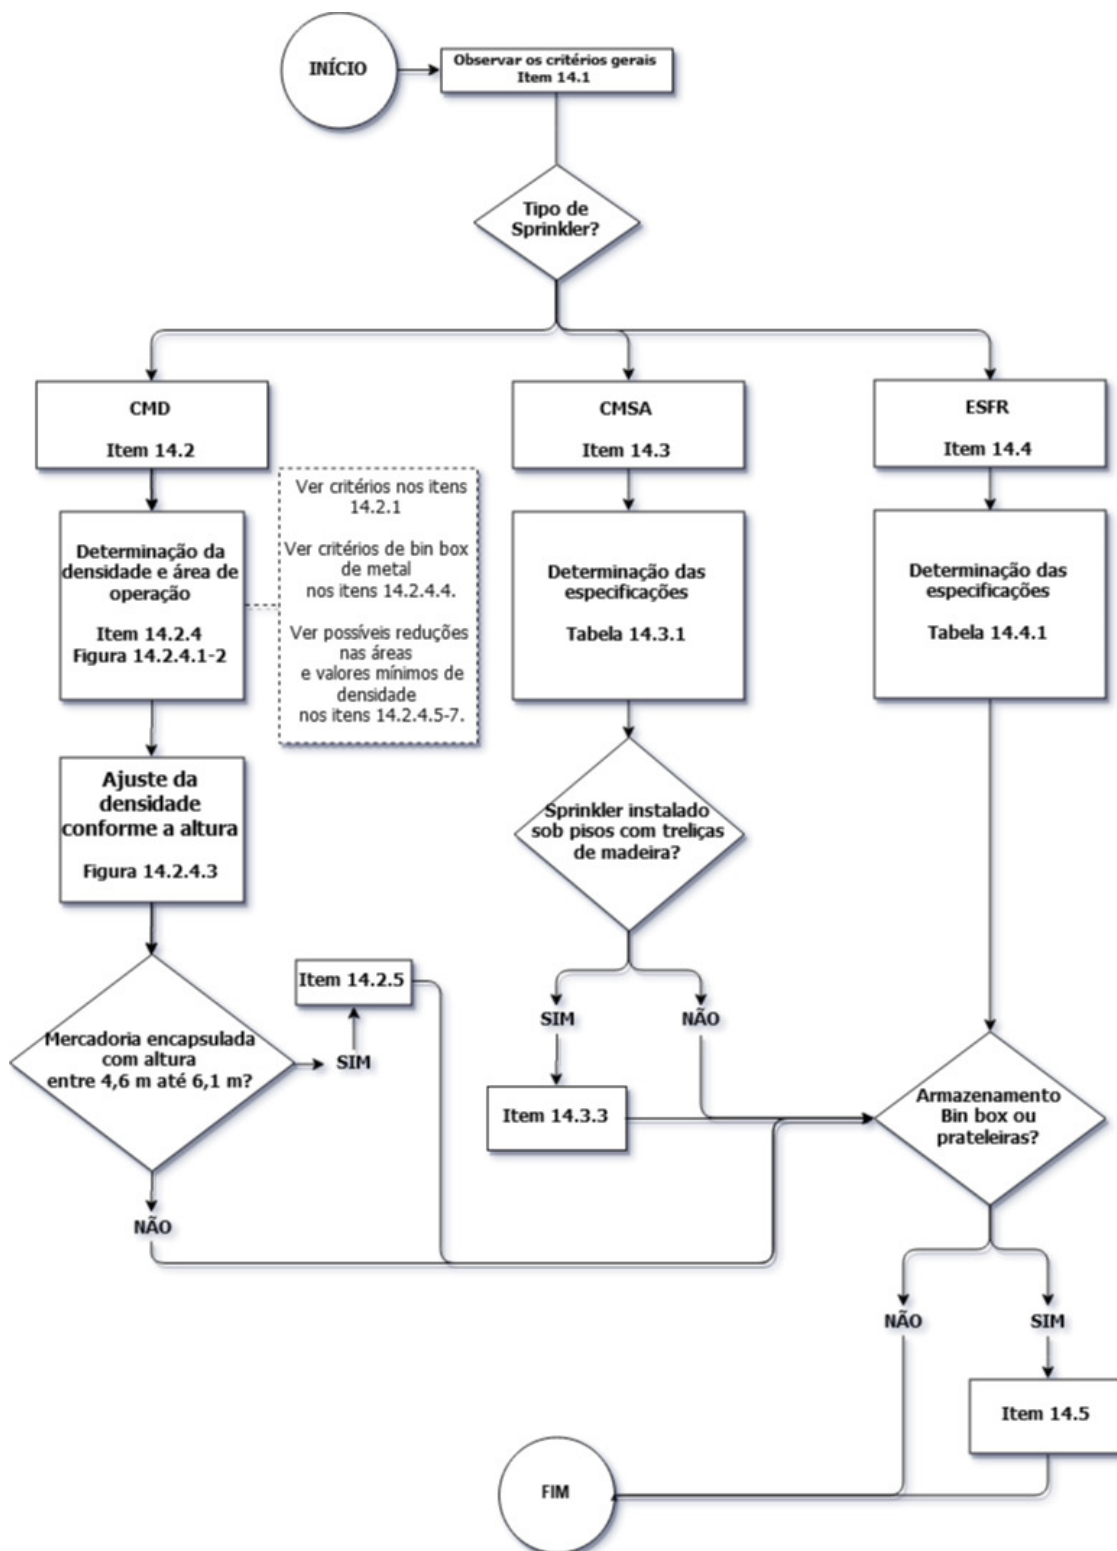 INÍCIO
Observar os critérios gerais
Item 14.1
Tipo de
Sprinkler?
CMD
Item 14.2
CMSA
Item 14.3
ESFR
Item 14.4
Determinação da
densidade e área de
operação
Item 14.2.4
Figura 14.2.4.1-2
Ver critérios nos itens
14.2.1
Ver critérios de bin box
de metal
nos itens 14.2.4.4.
Ver possíveis reduções
nas áreas
e valores mínimos de
densidade
nos itens 14.2.4.5-7.
Determinação das
especificações
Tabela 14.3.1
Determinação das
especificações
Tabela 14.4.1
Ajuste da
densidade
conforme a altura
Figura 14.2.4.3
Sprinkler instalado
sob pisos com treliças
de madeira?
Mercadoria encapsulada
com altura
entre 4,6 m até 6,1 m?
SIM
Item 14.2.5
NÃO
SIM
NÃO
Item 14.3.3
Armazenamento
Bin box ou
prateleiras?
NÃO
SIM
Item 14.5
FIM